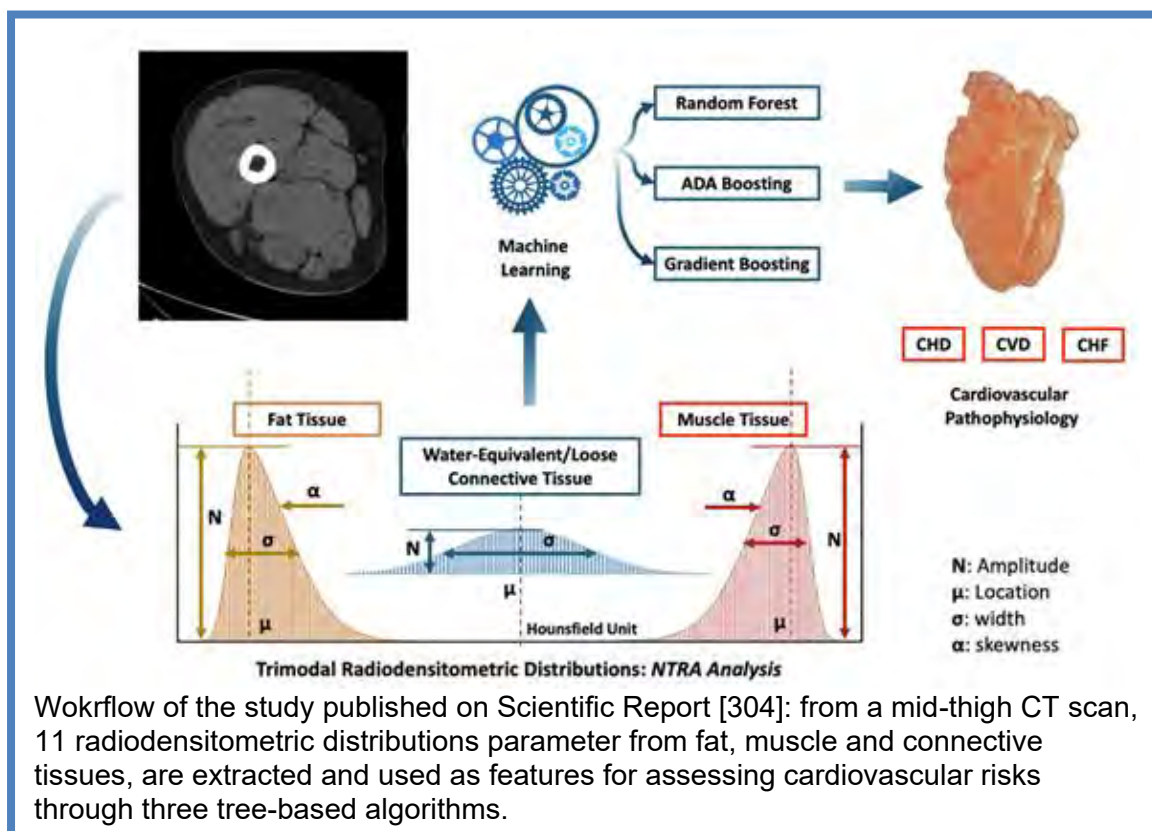 Random Forest
ADA Boosting
Gradient Boosting
Machine
Learning
CHD
CVD
CHF
Cardiovascular
Pathophysiology
Fat Tissue
Water-Equivalent/Loose
Connective Tissue
Muscle Tissue
N
α
σ
μ
N
σ
μ
α
σ
N
μ
Hounsfield Unit
N: Amplitude
μ: Location
σ: width
α: skewness
Trimodal Radiodensitometric Distributions: NTRA Analysis
Wokrflow of the study published on Scientific Report [304]: from a mid-thigh CT scan,
11 radiodensitometric distributions parameter from fat, muscle and connective
tissues, are extracted and used as features for assessing cardiovascular risks
through three tree-based algorithms.